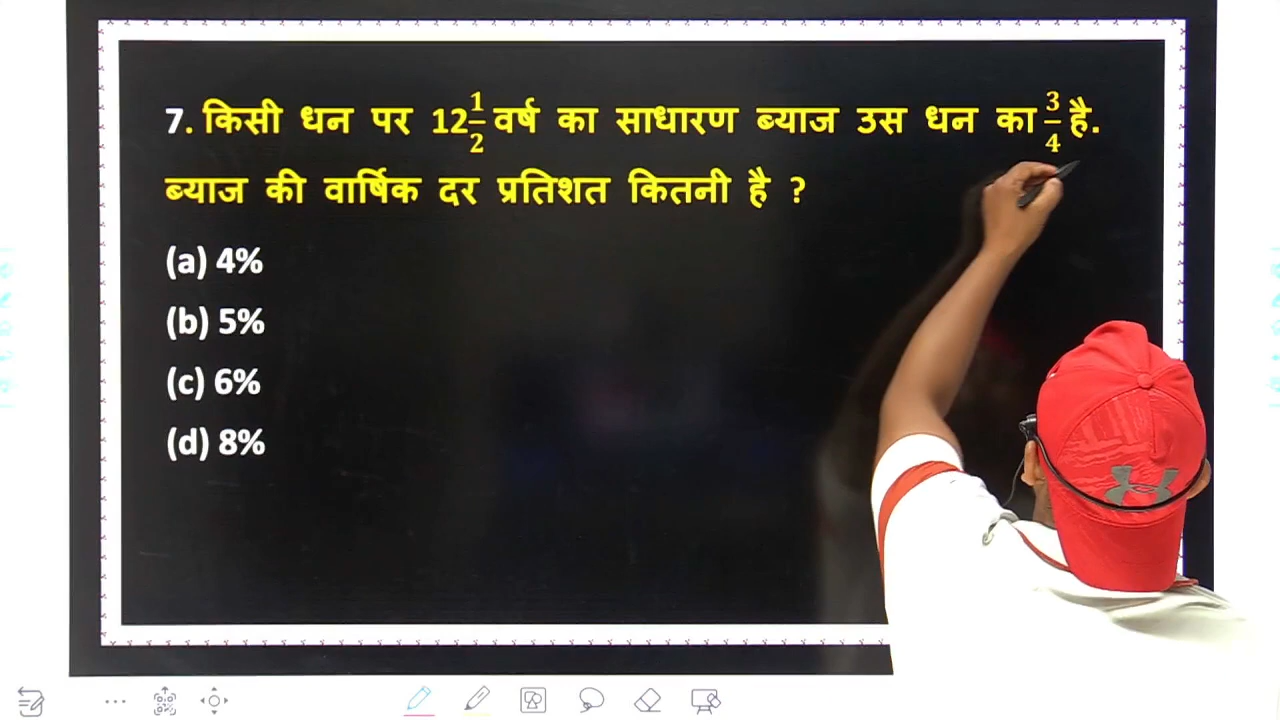 7. किसी धन पर 12 1/2 वर्ष का साधारण ब्याज उस धन का 3/4 है.
ब्याज की वार्षिक दर प्रतिशत कितनी है ?
(a) 4%
(b) 5%
(c) 6%
(d) 8%